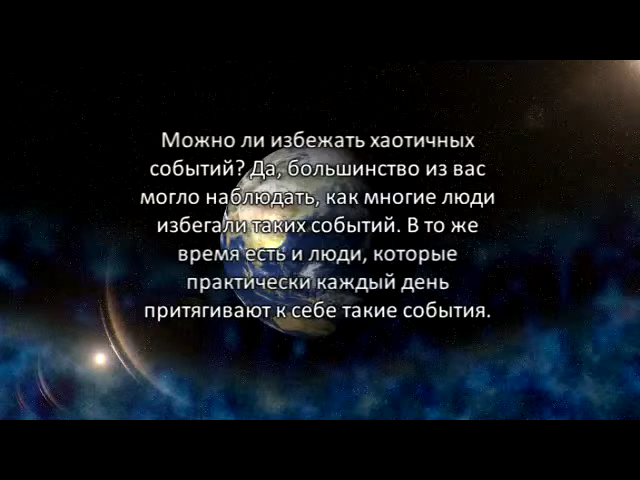 Можно ли избежать хаотичных
событий? Да, большинство из вас
могло наблюдать, как многие люди
избегали таких событий. В то же
время есть и люди, которые
практически каждый день
притягивают к себе такие события.